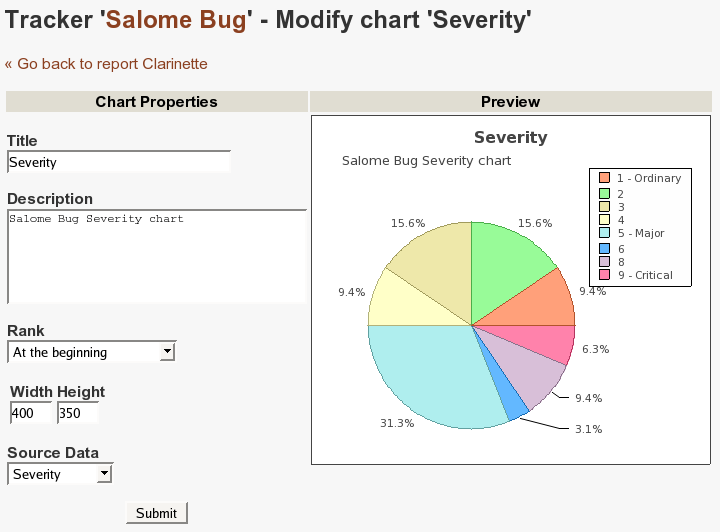 Tracker 'Salome Bug' - Modify chart 'Severity'
« Go back to report Clarinette
Chart Properties
Title
Severity
Description
Salome Bug Severity chart
Rank
At the beginning
Width Height
400 350
Source Data
Severity
Submit
Preview
Severity
Salome Bug Severity chart
1 - Ordinary
2
3
4
5 - Major
6
8
9 - Critical
15.6%
15.6%
9.4%
9.4%
6.3%
9.4%
3.1%
31.3%